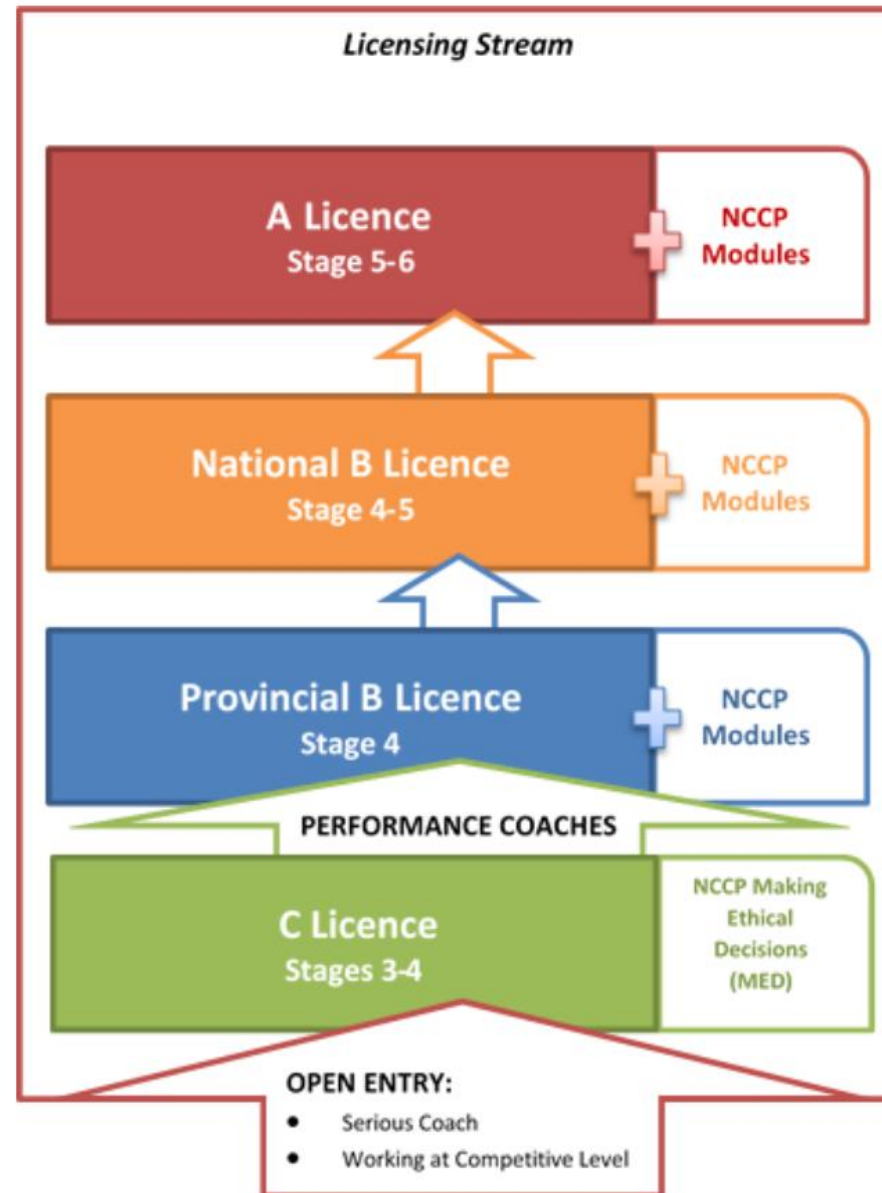 Licensing Stream
A Licence
Stage 5-6
NCCP
Modules
National B Licence
Stage 4-5
NCCP
Modules
Provincial B Licence
Stage 4
NCCP
Modules
PERFORMANCE COACHES
C Licence
Stages 3-4
NCCP Making
Ethical
Decisions
(MED)
OPEN ENTRY:
● Serious Coach
● Working at Competitive Level